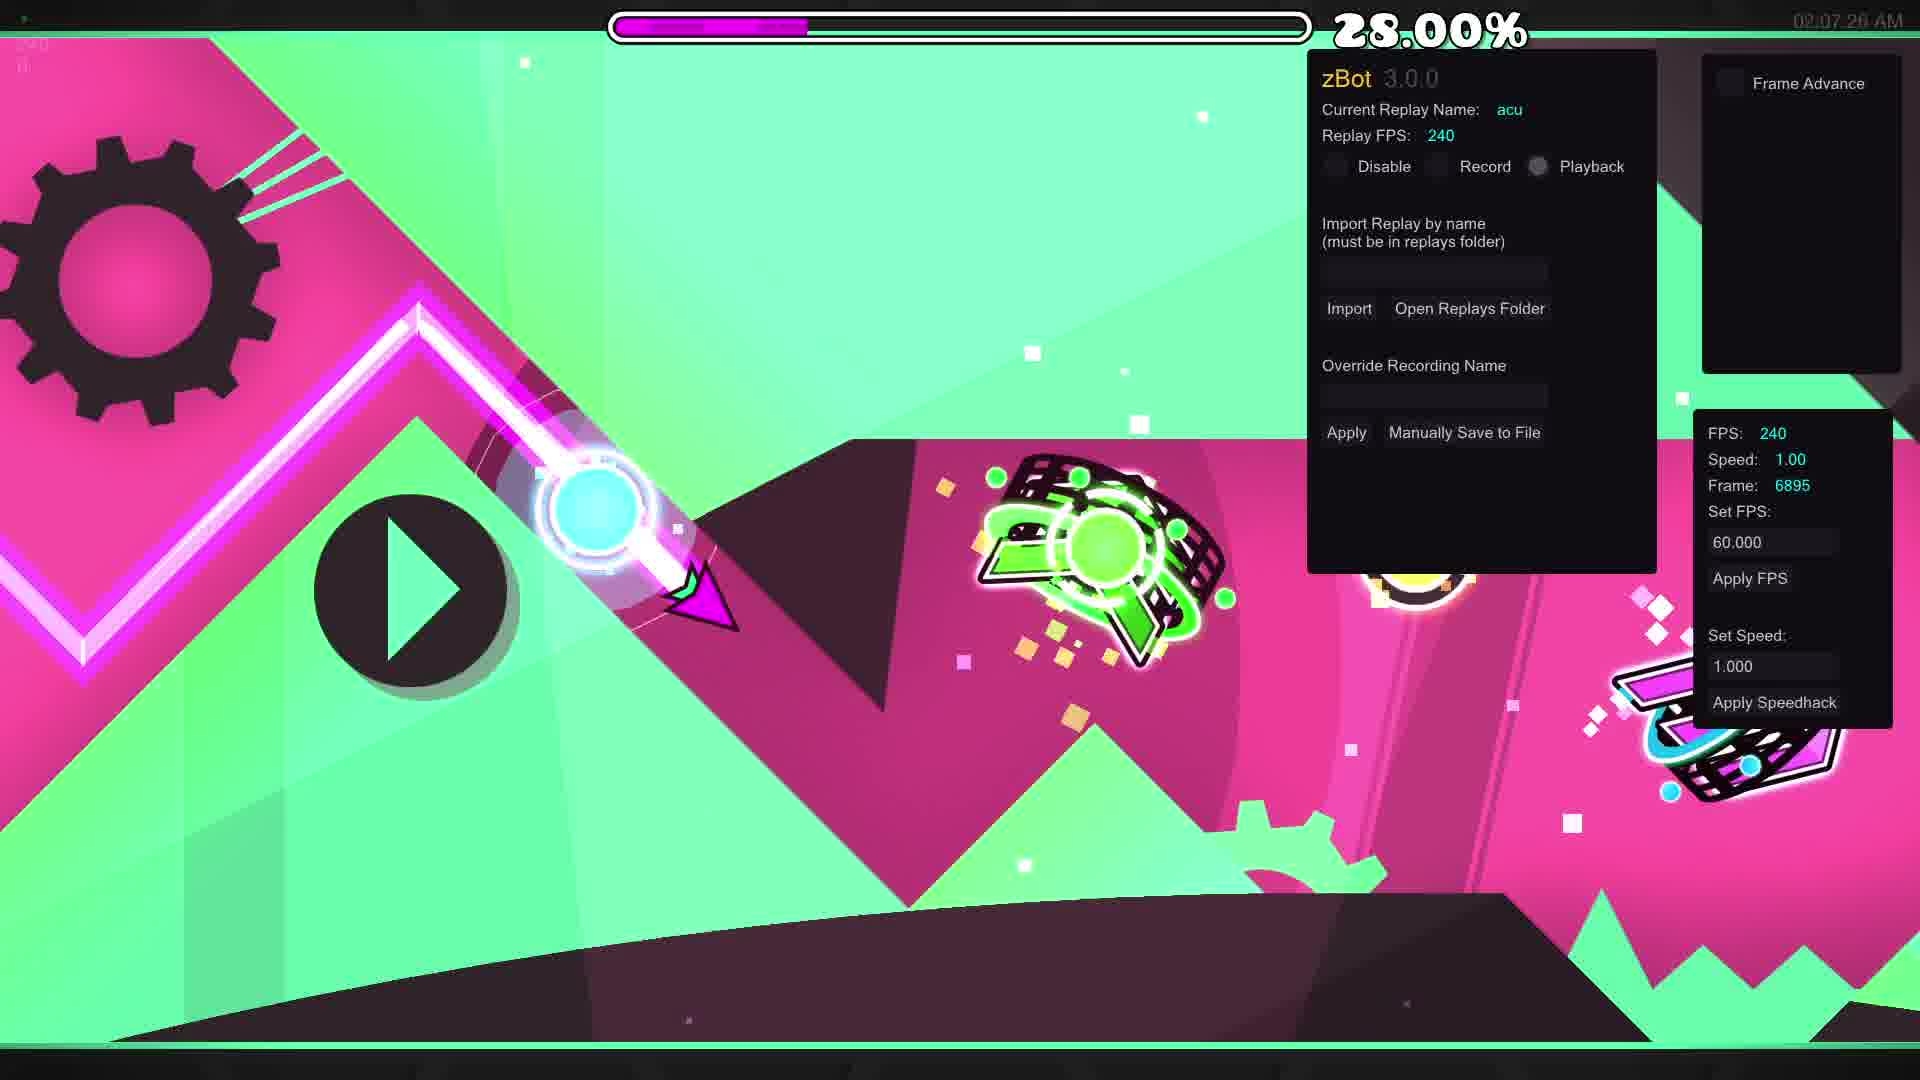 28.00%
02:07:26 AM
240
0
zBot 3.0.0
Current Replay Name: acu
Replay FPS: 240
Disable Record Playback
Import Replay by name
(must be in replays folder)
Import Open Replays Folder
Override Recording Name
Apply Manually Save to File
Frame Advance
FPS: 240
Speed: 1.00
Frame: 6895
Set FPS:
60.000
Apply FPS
Set Speed:
1.000
Apply Speedhack